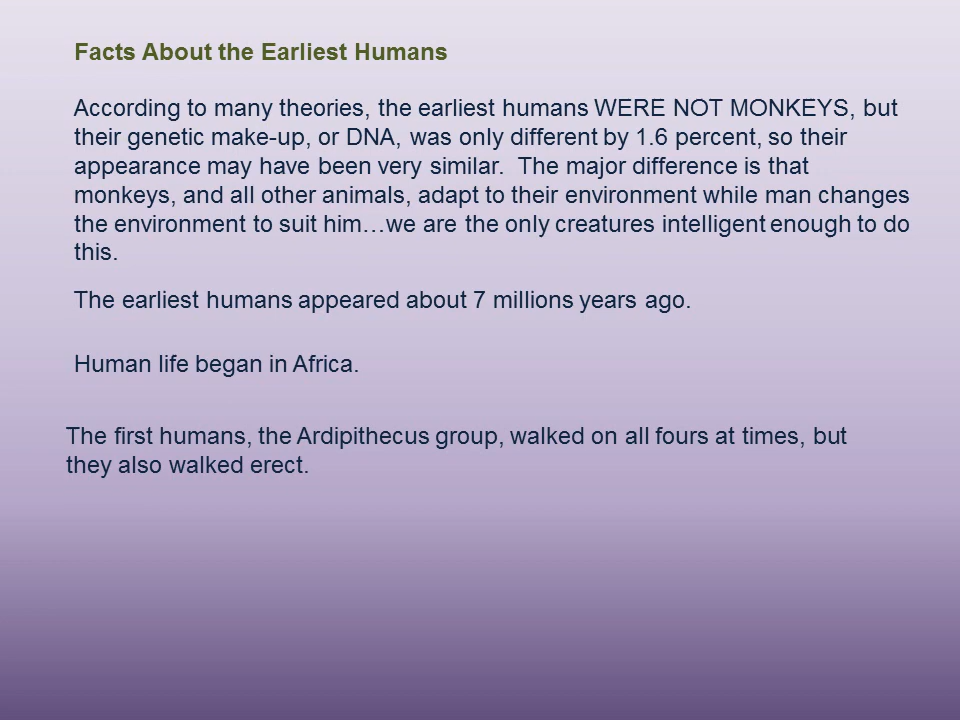 Facts About the Earliest Humans
According to many theories, the earliest humans WERE NOT MONKEYS, but
their genetic make-up, or DNA, was only different by 1.6 percent, so their
appearance may have been very similar.  The major difference is that
monkeys, and all other animals, adapt to their environment while man changes
the environment to suit him…we are the only creatures intelligent enough to do
this.
The earliest humans appeared about 7 millions years ago.
Human life began in Africa.
The first humans, the Ardipithecus group, walked on all fours at times, but
they also walked erect.